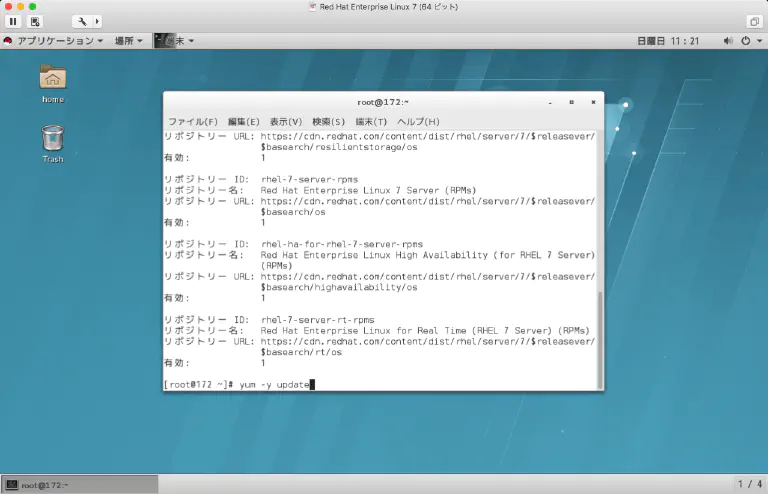 Red Hat Enterprise Linux 7 (64 ビット)
アプリケーション 場所 端末 日曜日 11:21
home
Trash
root@172:~
ファイル(F) 編集(E) 表示(V) 検索(S) 端末(T) ヘルプ(H)
リポジトリー URL: https://cdn.redhat.com/content/dist/rhel/server/7/$releasever/
$basearch/resilientstorage/os
有効: 1
リポジトリー ID: rhel-7-server-rpms
リポジトリー名: Red Hat Enterprise Linux 7 Server (RPMs)
リポジトリー URL: https://cdn.redhat.com/content/dist/rhel/server/7/$releasever/
$basearch/os
有効: 1
リポジトリー ID: rhel-ha-for-rhel-7-server-rpms
リポジトリー名: Red Hat Enterprise Linux High Availability (for RHEL 7 Server)
(RPMs)
リポジトリー URL: https://cdn.redhat.com/content/dist/rhel/server/7/$releasever/
$basearch/highavailability/os
有効: 1
リポジトリー ID: rhel-7-server-rt-rpms
リポジトリー名: Red Hat Enterprise Linux for Real Time (RHEL 7 Server) (RPMs)
リポジトリー URL: https://cdn.redhat.com/content/dist/rhel/server/7/$releasever/
$basearch/rt/os
有効: 1
[root@172 ~]# yum -y update
root@172:~ 1 / 4